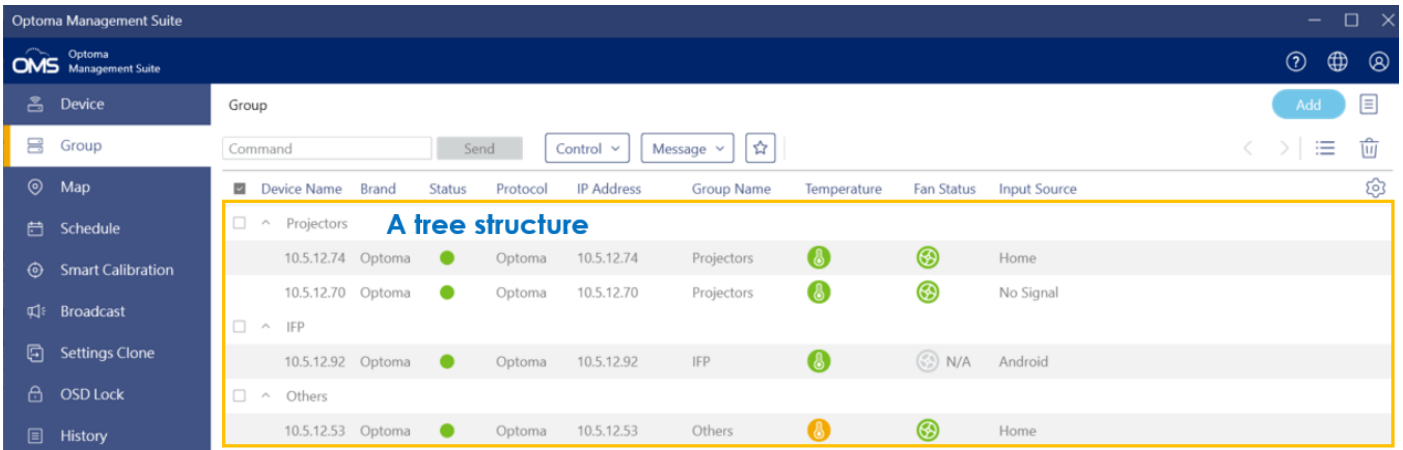 Optoma Management Suite
OMS Optoma Management Suite
Device
Group
Map
Schedule
Smart Calibration
Broadcast
Settings Clone
OSD Lock
History
Group
Add
Command Send Control Message
Device Name Brand Status Protocol IP Address Group Name Temperature Fan Status Input Source
Projectors
A tree structure
10.5.12.74 Optoma Optoma 10.5.12.74 Projectors Home
10.5.12.70 Optoma Optoma 10.5.12.70 Projectors No Signal
IFP
10.5.12.92 Optoma Optoma 10.5.12.92 IFP N/A Android
Others
10.5.12.53 Optoma Optoma 10.5.12.53 Others Home